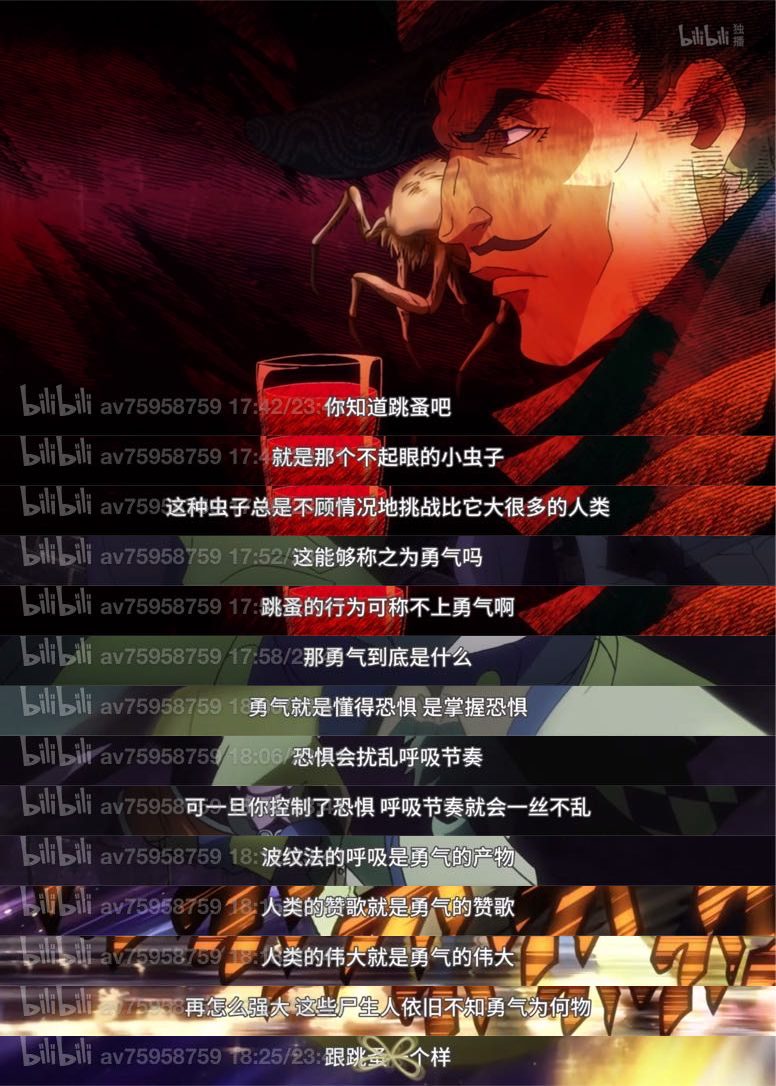 bilibili 独播
bilibili av75958759 17:42/23: 你知道跳蚤吧
bilibili av75958759 17:4 就是那个不起眼的小虫子
bilibili av7595 这种虫子总是不顾情况地挑战比它大很多的人类
bilibili av75958759 17:52/ 这能够称之为勇气吗
bilibili av75958759 17: 跳蚤的行为可称不上勇气啊
bilibili av75958759 17:58/2 那勇气到底是什么
bilibili av75958759 18: 勇气就是懂得恐惧 是掌握恐惧
bilibili av75958759 18:06/ 恐惧会扰乱呼吸节奏
bilibili av75958 可一旦你控制了恐惧 呼吸节奏就会一丝不乱
bilibili av75958759 18: 波纹法的呼吸是勇气的产物
bilibili av75958759 18:1 人类的赞歌就是勇气的赞歌
bilibili av75958759 18: 人类的伟大就是勇气的伟大
bilibili av75958 再怎么强大 这些尸生人依旧不知勇气为何物
bilibili av75958759 18:25/23: 跟跳蚤一个样